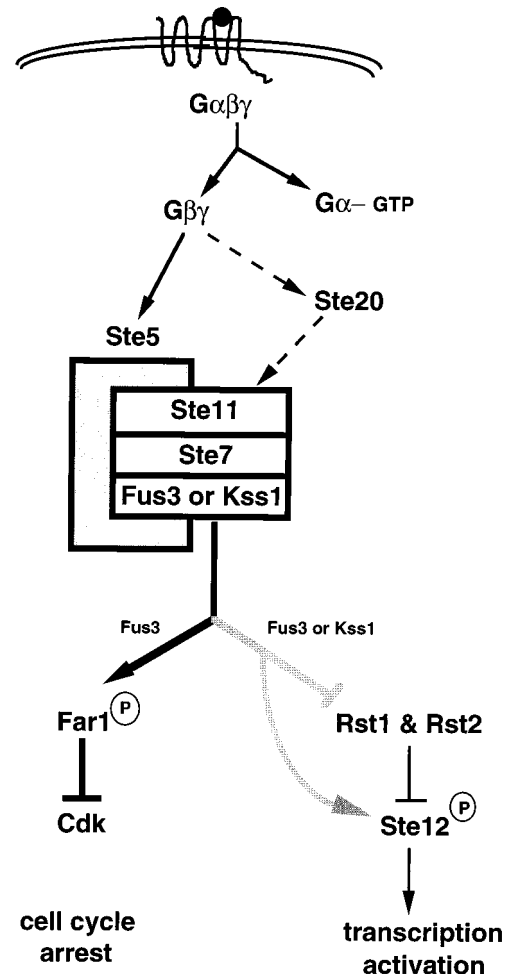 Gαβγ
Gβγ
Gα– GTP
Ste20
Ste5
Ste11
Ste7
Fus3 or Kss1
Fus3
Fus3 or Kss1
Far1 P
Rst1 & Rst2
Cdk
Ste12 P
cell cycle
arrest
transcription
activation